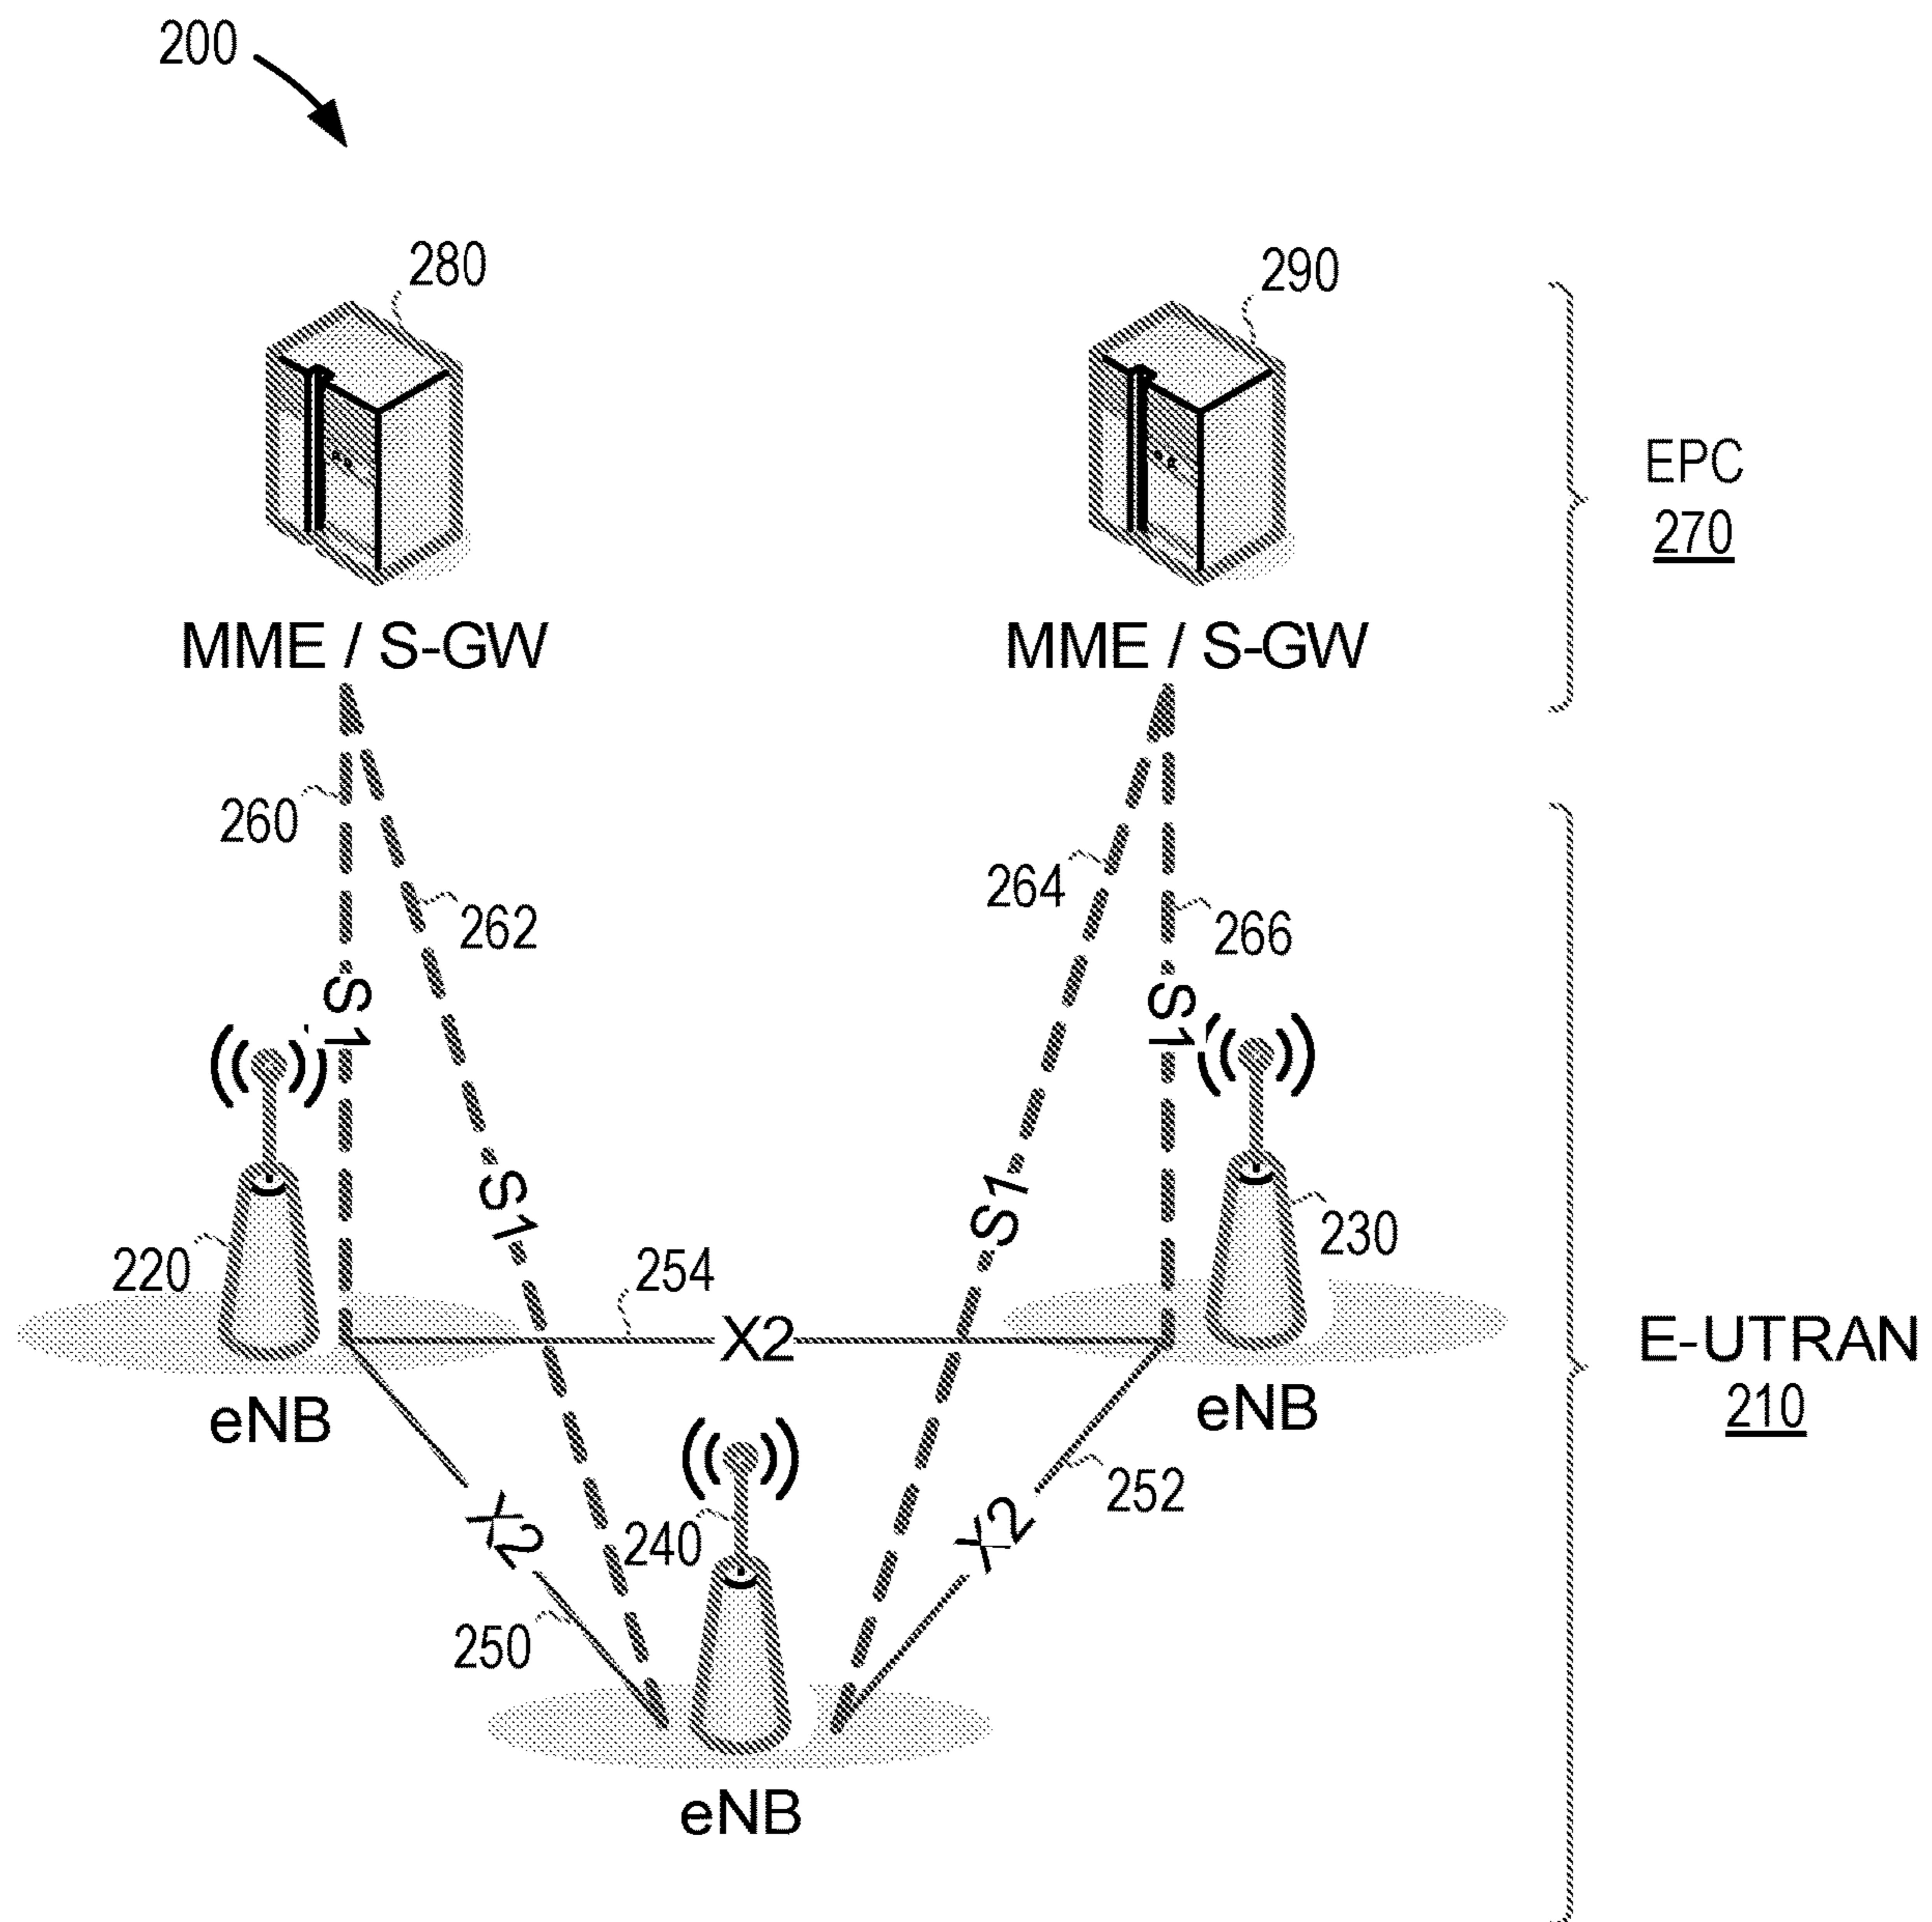 200
280
290
EPC
270
MME / S-GW
MME / S-GW
260
262
264
266
S1
S1
S1
S1
220
254
230
X2
eNB
eNB
E-UTRAN
210
X2
240
X2
252
250
eNB